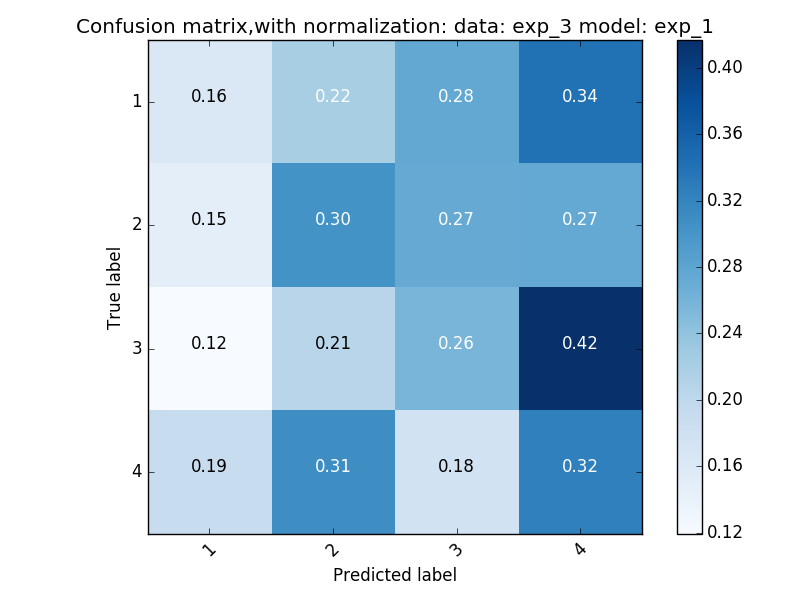 Confusion matrix,with normalization: data: exp_3 model: exp_1
True label
1 0.16 0.22 0.28 0.34
2 0.15 0.30 0.27 0.27
3 0.12 0.21 0.26 0.42
4 0.19 0.31 0.18 0.32
1 2 3 4
Predicted label
0.40
0.36
0.32
0.28
0.24
0.20
0.16
0.12